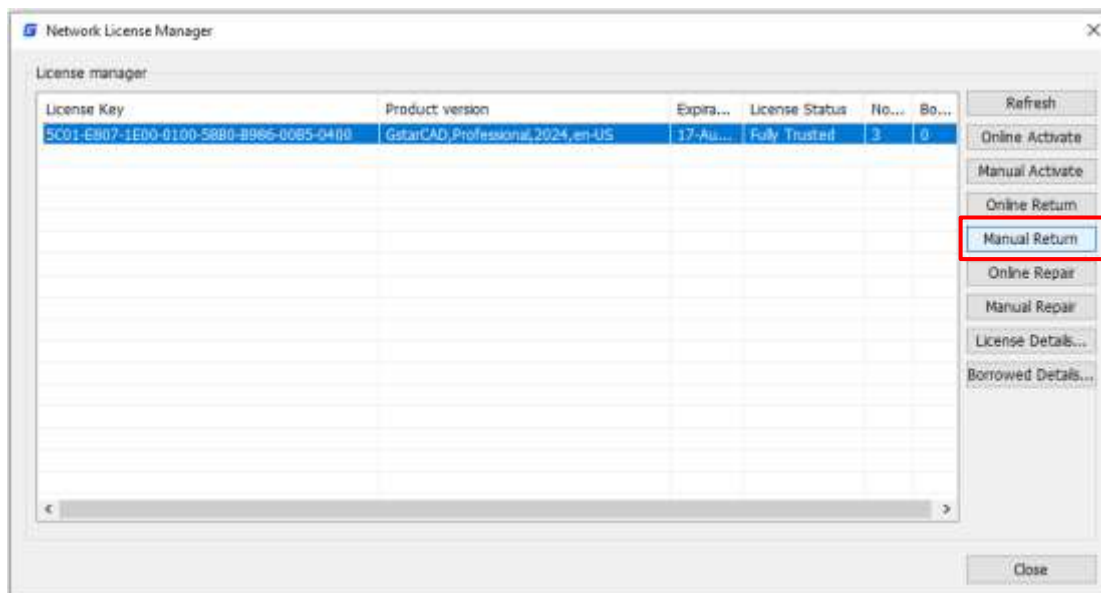 Network License Manager
License manager
License Key Product version Expira... License Status No... Bo...
5C01-E807-1E00-0100-58B0-B986-00B5-0400 GstarCAD,Professional,2024,en-US 17-Au... Fully Trusted 3 0
Refresh
Online Activate
Manual Activate
Online Return
Manual Return
Online Repair
Manual Repair
License Details...
Borrowed Details...
Close